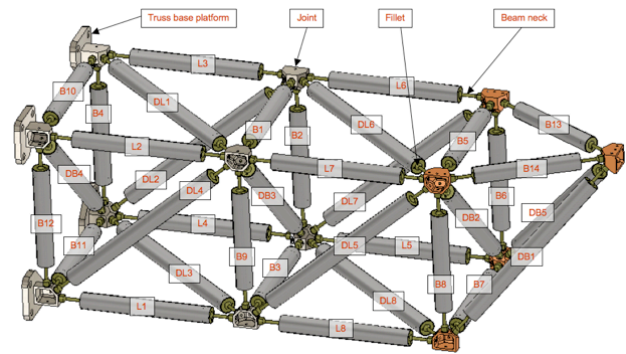 Truss base platform
Joint
Fillet
Beam neck
L3
L6
B10
B4
DL1
B1
B2
DL6
B5
B13
L2
L7
B14
DB4
DL2
DL4
DB3
DL7
B6
DB2
DB5
B12
B11
L4
DL5
L5
DB1
B9
B3
DL3
DL8
B8
B7
L1
L8